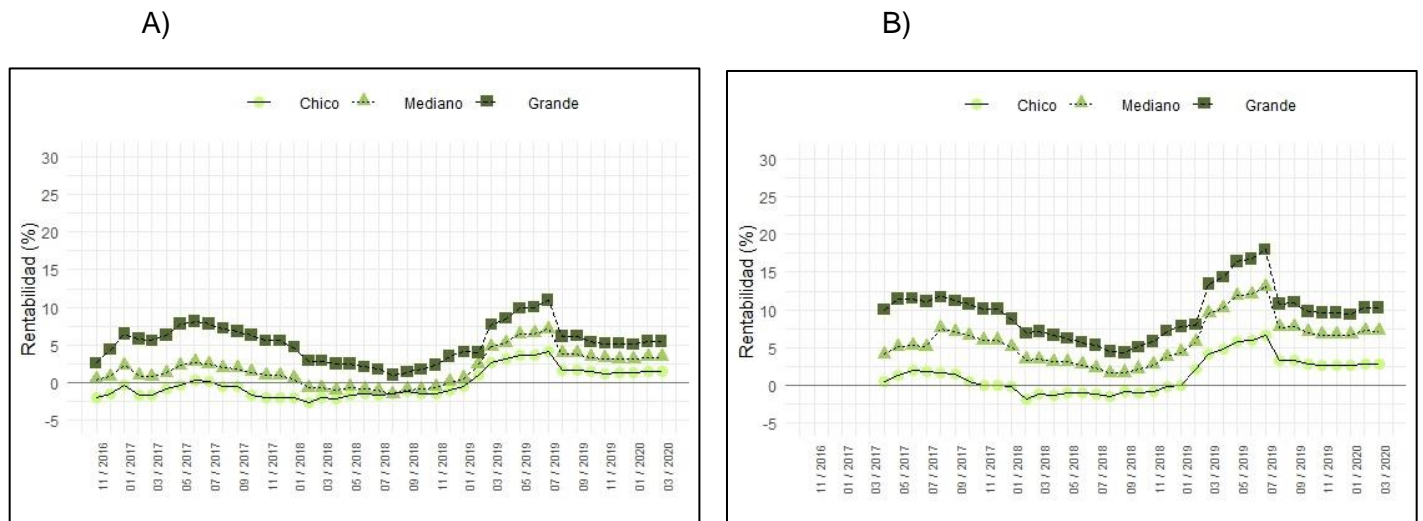 A)
B)
Chico Mediano Grande
30
25
20
15
10
5
0
-5
Rentabilidad (%)
11 / 2016
01 / 2017
03 / 2017
05 / 2017
07 / 2017
09 / 2017
11 / 2017
01 / 2018
03 / 2018
05 / 2018
07 / 2018
09 / 2018
11 / 2018
01 / 2019
03 / 2019
05 / 2019
07 / 2019
09 / 2019
11 / 2019
01 / 2020
03 / 2020
Chico Mediano Grande
30
25
20
15
10
5
0
-5
Rentabilidad (%)
11 / 2016
01 / 2017
03 / 2017
05 / 2017
07 / 2017
09 / 2017
11 / 2017
01 / 2018
03 / 2018
05 / 2018
07 / 2018
09 / 2018
11 / 2018
01 / 2019
03 / 2019
05 / 2019
07 / 2019
09 / 2019
11 / 2019
01 / 2020
03 / 2020